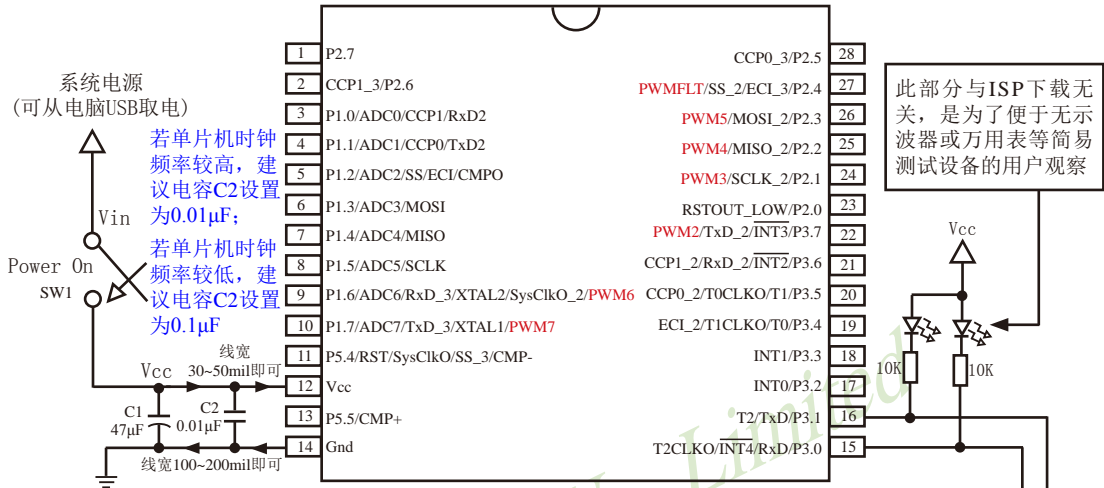 系统电源
(可从电脑USB取电)
若单片机时钟
频率较高，建
议电容C2设置
为0.01μF；
若单片机时钟
频率较低，建
议电容C2设置
为0.1μF
Vin
Power On
SW1
Vcc
线宽
30~50mil即可
C1
47μF
C2
0.01μF
线宽100~200mil即可
1 P2.7
2 CCP1_3/P2.6
3 P1.0/ADC0/CCP1/RxD2
4 P1.1/ADC1/CCP0/TxD2
5 P1.2/ADC2/SS/ECI/CMPO
6 P1.3/ADC3/MOSI
7 P1.4/ADC4/MISO
8 P1.5/ADC5/SCLK
9 P1.6/ADC6/RxD_3/XTAL2/SysClkO_2/PWM6
10 P1.7/ADC7/TxD_3/XTAL1/PWM7
11 P5.4/RST/SysClkO/SS_3/CMP-
12 Vcc
13 P5.5/CMP+
14 Gnd
CCP0_3/P2.5 28
PWMFLT/SS_2/ECI_3/P2.4 27
PWM5/MOSI_2/P2.3 26
PWM4/MISO_2/P2.2 25
PWM3/SCLK_2/P2.1 24
RSTOUT_LOW/P2.0 23
PWM2/TxD_2/INT3/P3.7 22
CCP1_2/RxD_2/INT2/P3.6 21
CCP0_2/T0CLKO/T1/P3.5 20
ECI_2/T1CLKO/T0/P3.4 19
INT1/P3.3 18
INT0/P3.2 17
T2/TxD/P3.1 16
T2CLKO/INT4/RxD/P3.0 15
此部分与ISP下载无
关，是为了便于无示
波器或万用表等简易
测试设备的用户观察
Vcc
10K
10K
Limited